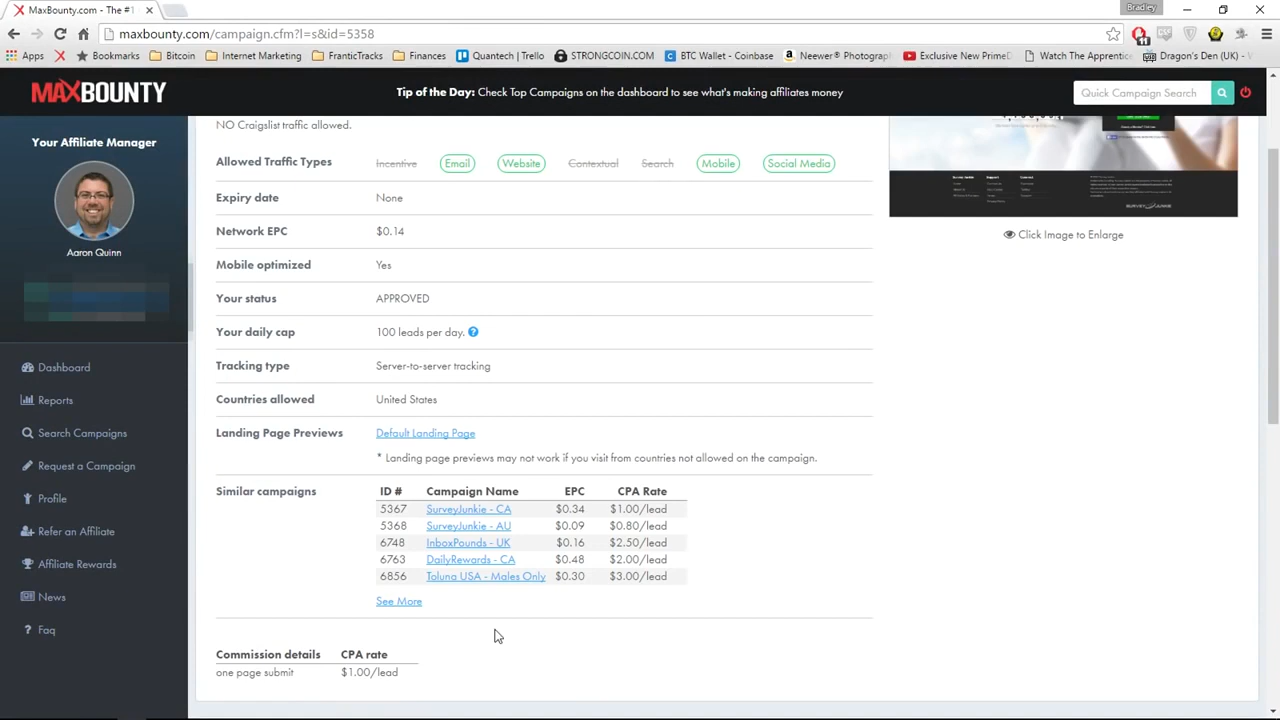 MaxBounty.com - The #1
Bradley
maxbounty.com/campaign.cfm?l=s&id=5358
Apps
Bookmarks
Bitcoin
Internet Marketing
FranticTracks
Finfcess
Quantech | Trello
STRONGCOIN.COM
BTC Wallet - Coinbase
Neewer® Photograph
Exclusive New PrimeD
Watch The Apprentic
Dragon's Den (UK) -
MAXBOUNTY
Tip of the Day: Check Top Campaigns on the dashboard to see what's making affiliates money
Quick Campaign Search
Your Affiliate Manager
Aaron Quinn
Dashboard
Reports
Search Campaigns
Request a Campaign
Profile
Refer an Affiliate
Affiliate Rewards
News
? Faq
NO Craigslist traffic allowed.
Allowed Traffic Types Incentive Email Website Contextual Search Mobile Social Media
Expiry date None
Network EPC $0.14
Mobile optimized Yes
Your status APPROVED
Your daily cap 100 leads per day. ?
Tracking type Server-to-server tracking
Countries allowed United States
Landing Page Previews Default Landing Page
* Landing page previews may not work if you visit from countries not allowed on the campaign.
Similar campaigns ID # Campaign Name EPC CPA Rate
5367 SurveyJunkie - CA $0.34 $1.00/lead
5368 SurveyJunkie - AU $0.09 $0.80/lead
6748 InboxPounds - UK $0.16 $2.50/lead
6763 DailyRewards - CA $0.48 $2.00/lead
6856 Toluna USA - Males Only $0.30 $3.00/lead
See More
Commission details CPA rate
one page submit $1.00/lead
SURVEY JUNKIE
Click Image to Enlarge